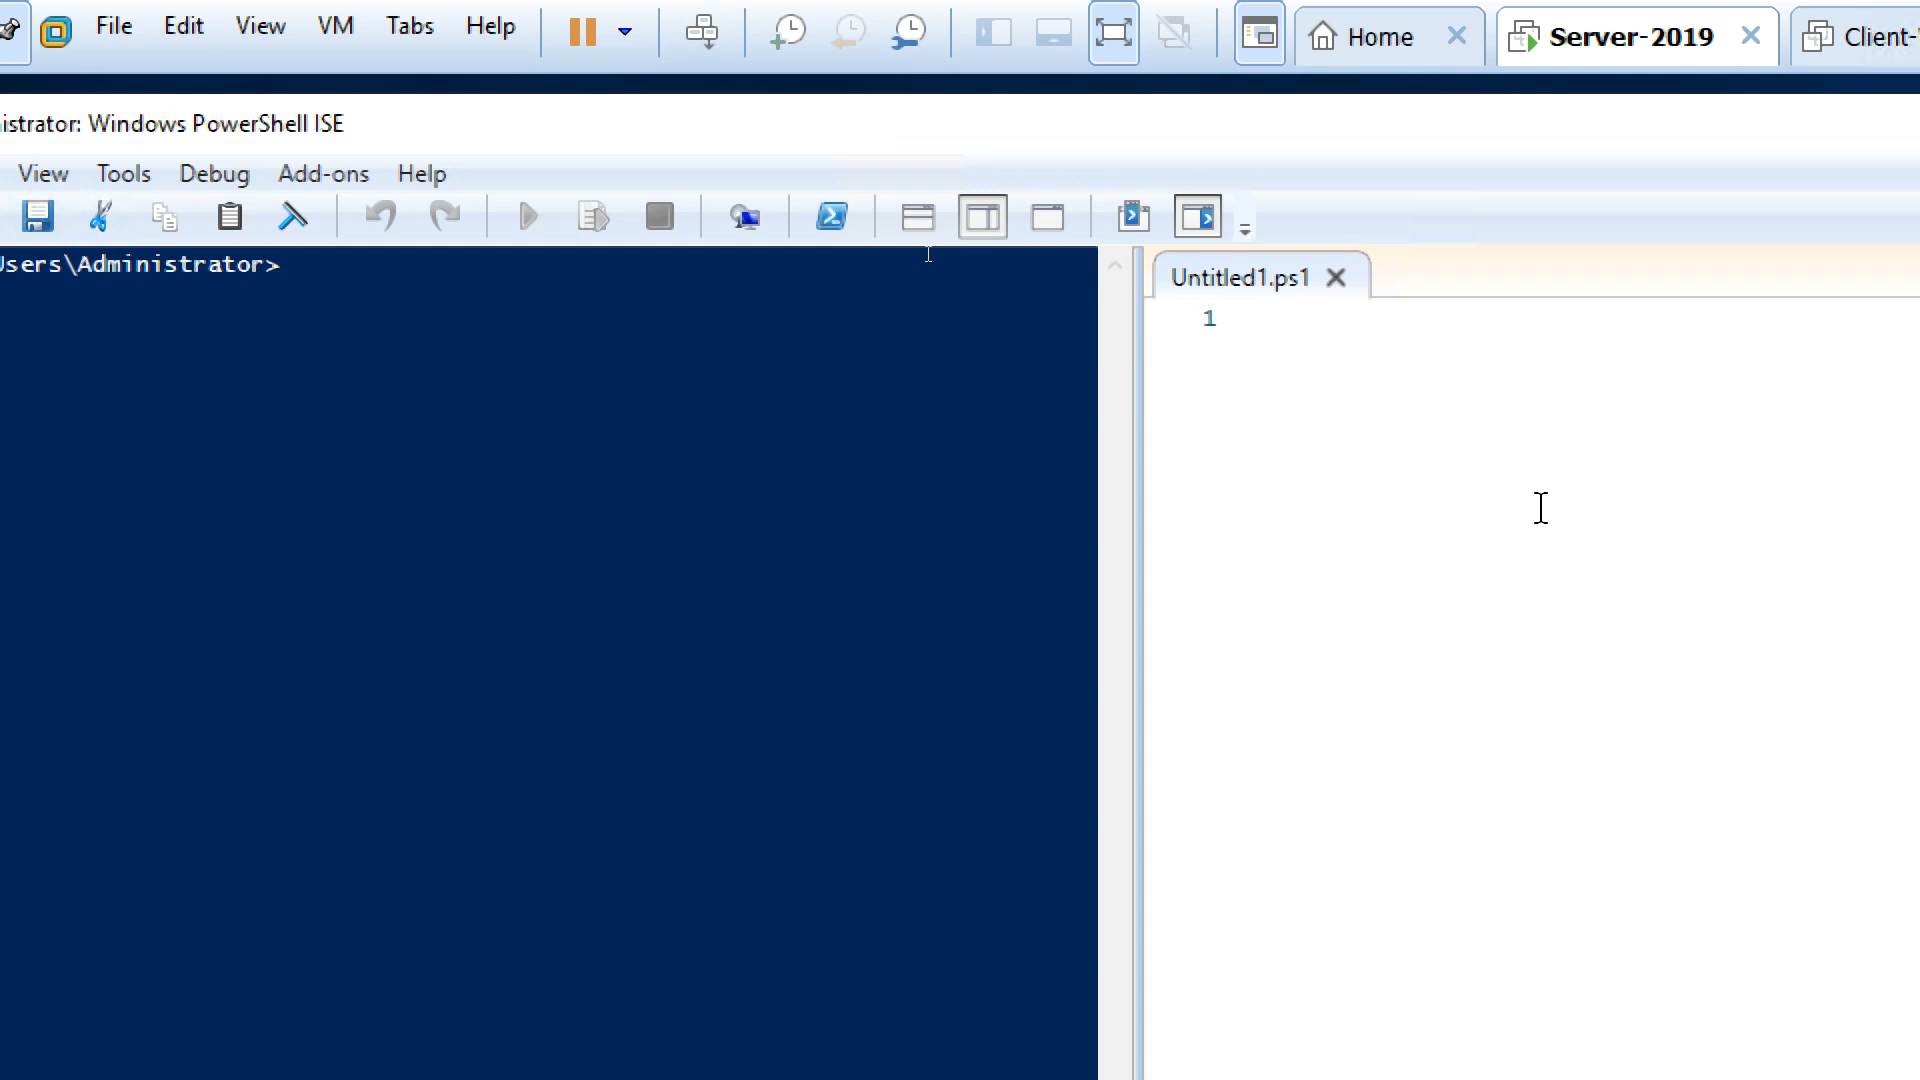 File Edit View VM Tabs Help Home Server-2019 Client-
istrator: Windows PowerShell ISE
View Tools Debug Add-ons Help
Users\Administrator>
Untitled1.ps1
1